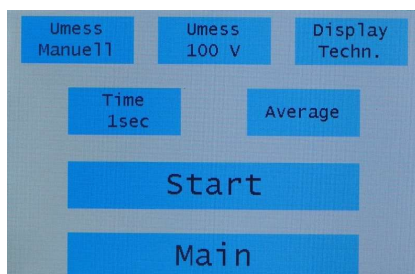 Umess Manuell
Umess 100 V
Display Techn.
Time 1sec
Average
Start
Main